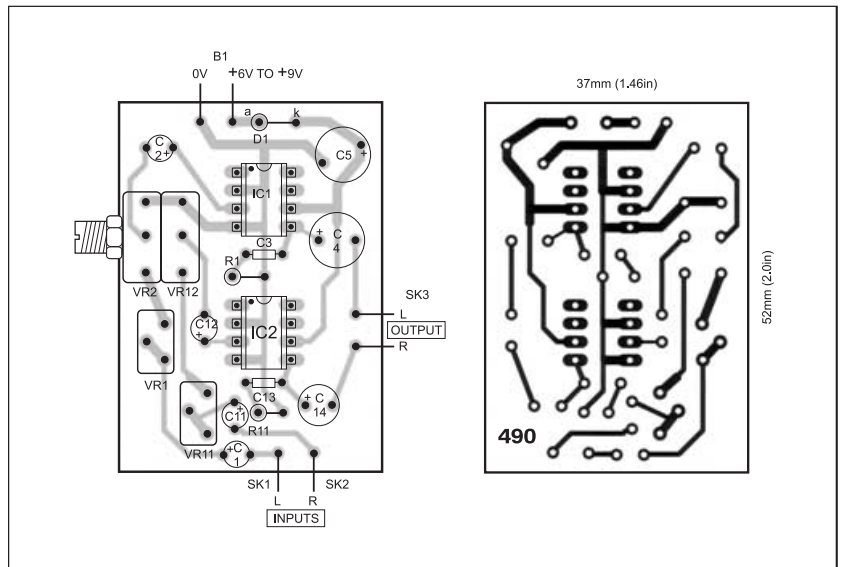 B1
0V +6V TO +9V
a k
D1
C
2+
C5
+
IC1
+ C
4
C3
R1
VR2 VR12
SK3
L
OUTPUT
R
C12
+
IC2
VR1
C13
+ C
14
C11
+
R11
VR11
+C
1
SK1 SK2
L R
INPUTS
37mm (1.46in)
52mm (2.0in)
490